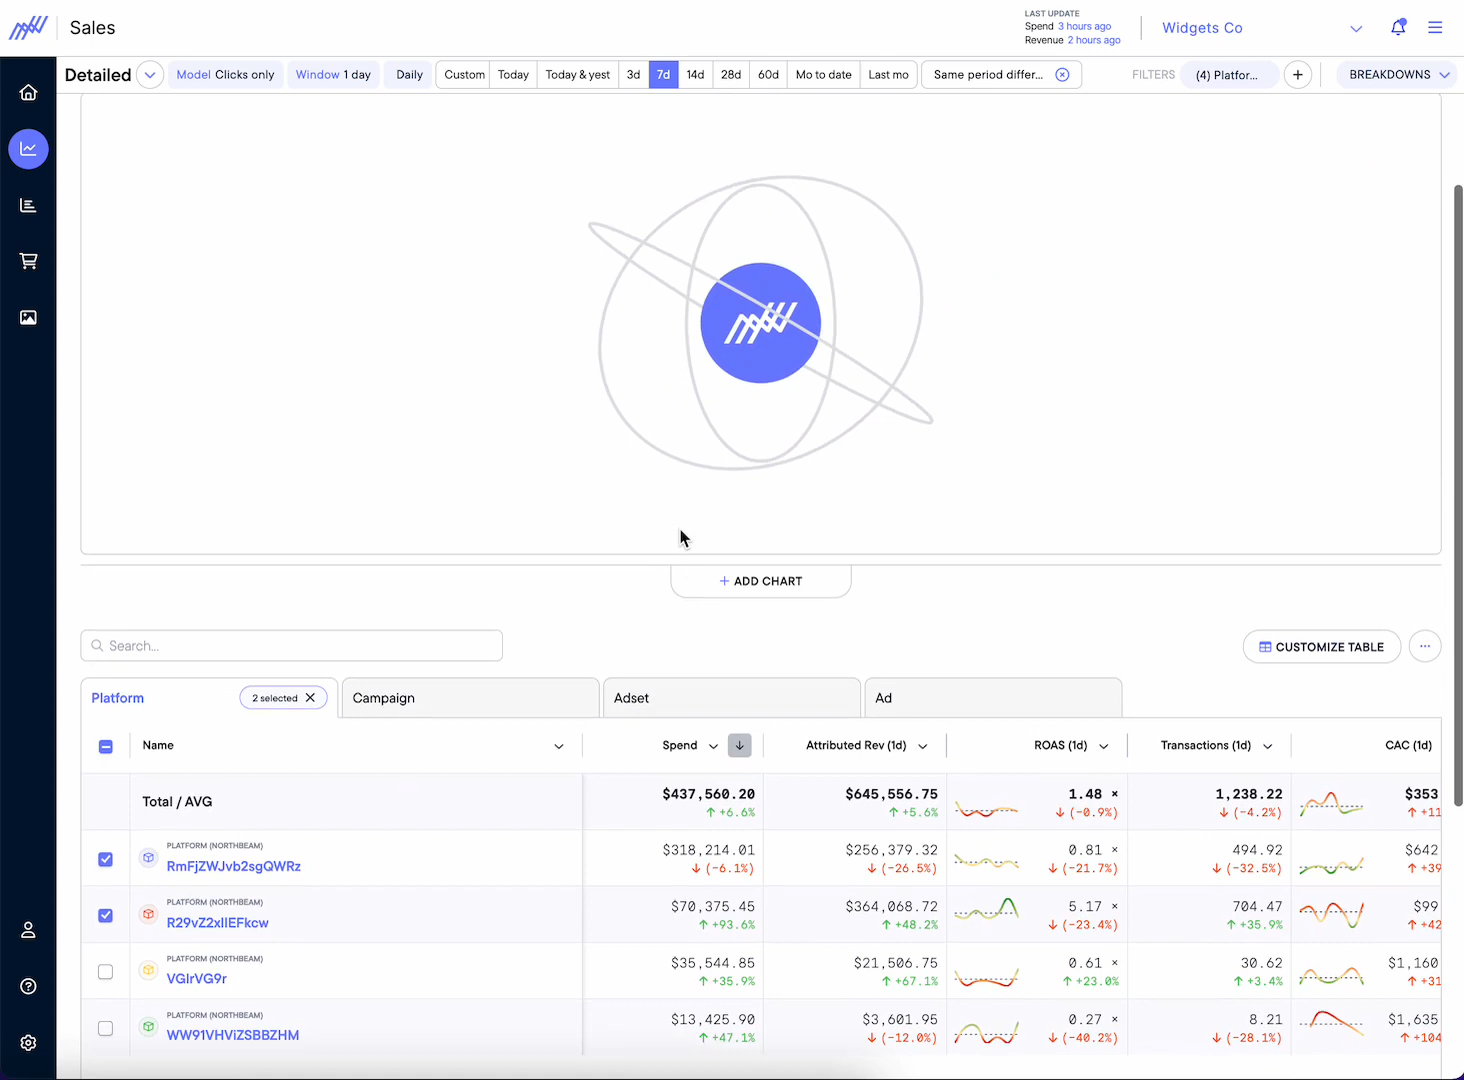 Sales
LAST UPDATE
Spend 3 hours ago
Revenue 2 hours ago
Widgets Co
Detailed
Model Clicks only
Window 1 day
Daily
Custom Today Today & yest 3d 7d 14d 28d 60d Mo to date Last mo
Same period differ...
FILTERS
(4) Platfor...
+
BREAKDOWNS
+ ADD CHART
Search...
CUSTOMIZE TABLE
...
Platform 2 selected Campaign Adset Ad
Name Spend Attributed Rev (1d) ROAS (1d) Transactions (1d) CAC (1d)
Total / AVG $437,560.20 $645,556.75 1.48 × 1,238.22 $353
↑ +6.6% ↑ +5.6% ↓ (-0.9%) ↓ (-4.2%) ↑ +11
PLATFORM (NORTHBEAM)
RmFjZWJvb2sgQWRz $318,214.01 $256,379.32 0.81 × 494.92 $642
↓ (-6.1%) ↓ (-26.5%) ↓ (-21.7%) ↓ (-32.5%) ↑ +39
PLATFORM (NORTHBEAM)
R29vZ2xlIEFkcw $70,375.45 $364,068.72 5.17 × 704.47 $99
↑ +93.6% ↑ +48.2% ↓ (-23.4%) ↑ +35.9% ↑ +42
PLATFORM (NORTHBEAM)
VGlrVG9r $35,544.85 $21,506.75 0.61 × 30.62 $1,160
↑ +35.9% ↑ +67.1% ↑ +23.0% ↑ +3.4% ↑ +31
PLATFORM (NORTHBEAM)
WW91VHViZSBBZHM $13,425.90 $3,601.95 0.27 × 8.21 $1,635
↑ +47.1% ↓ (-12.0%) ↓ (-40.2%) ↓ (-28.1%) ↑ +104